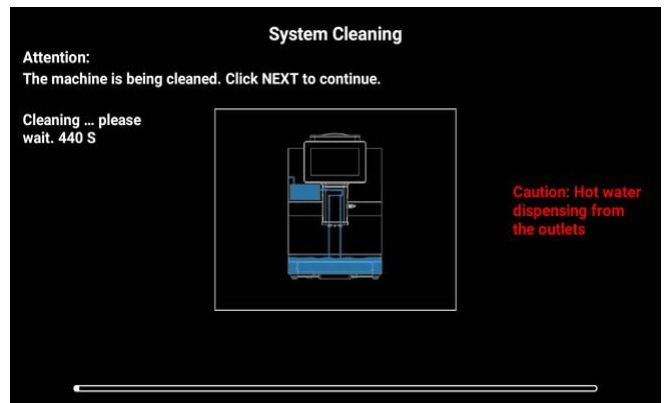 System Cleaning
Attention:
The machine is being cleaned. Click NEXT to continue.
Cleaning ... please
wait. 440 S
Caution: Hot water
dispensing from
the outlets